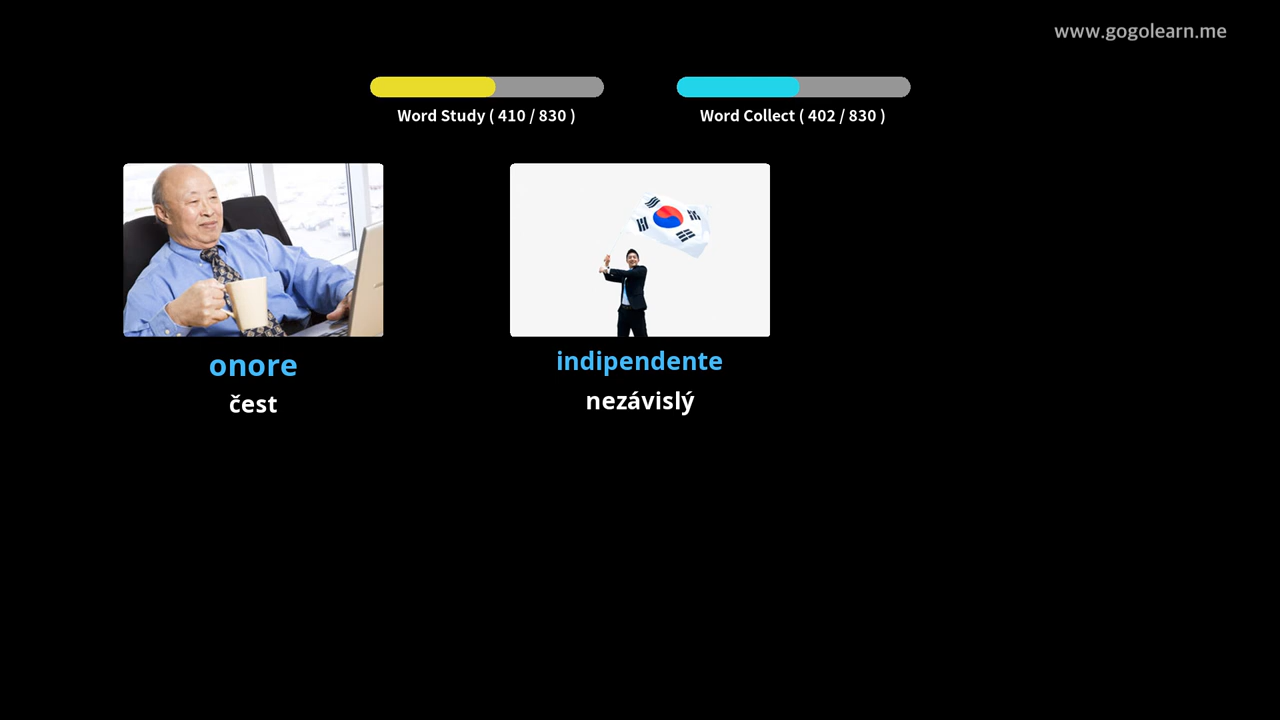 www.gogolearn.me
Word Study ( 410 / 830 )
Word Collect ( 402 / 830 )
onore
čest
indipendente
nezávislý